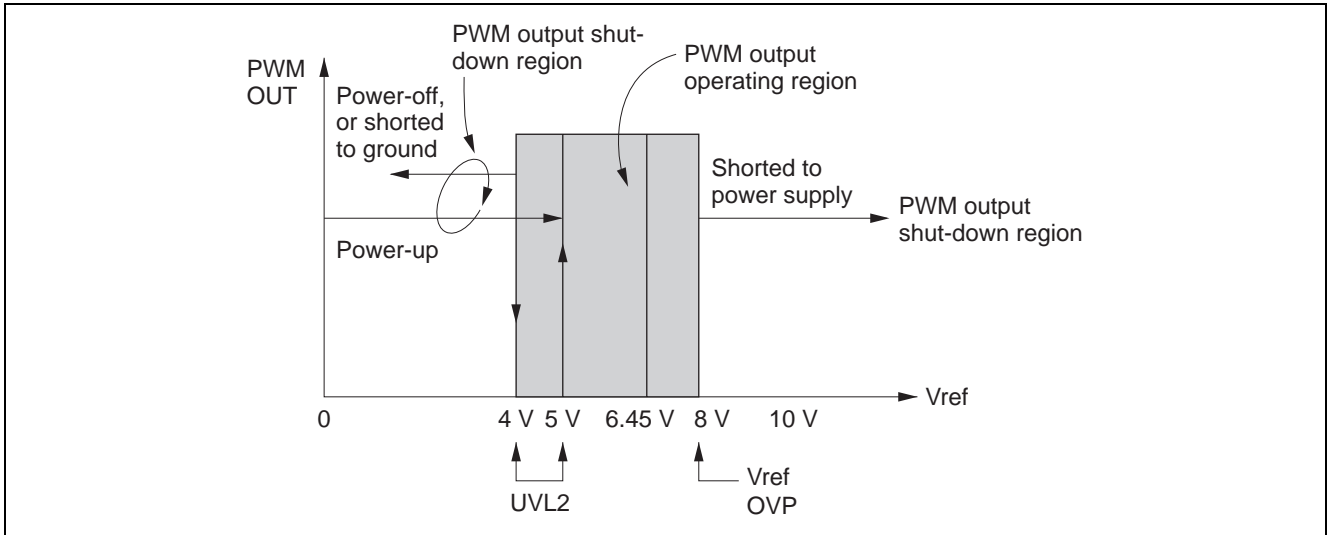 PWM output shut-
down region
PWM output
operating region
PWM
OUT
Power-off,
or shorted
to ground
Shorted to
power supply
PWM output
shut-down region
Power-up
Vref
0
4 V
5 V
6.45 V
8 V
10 V
UVL2
Vref
OVP